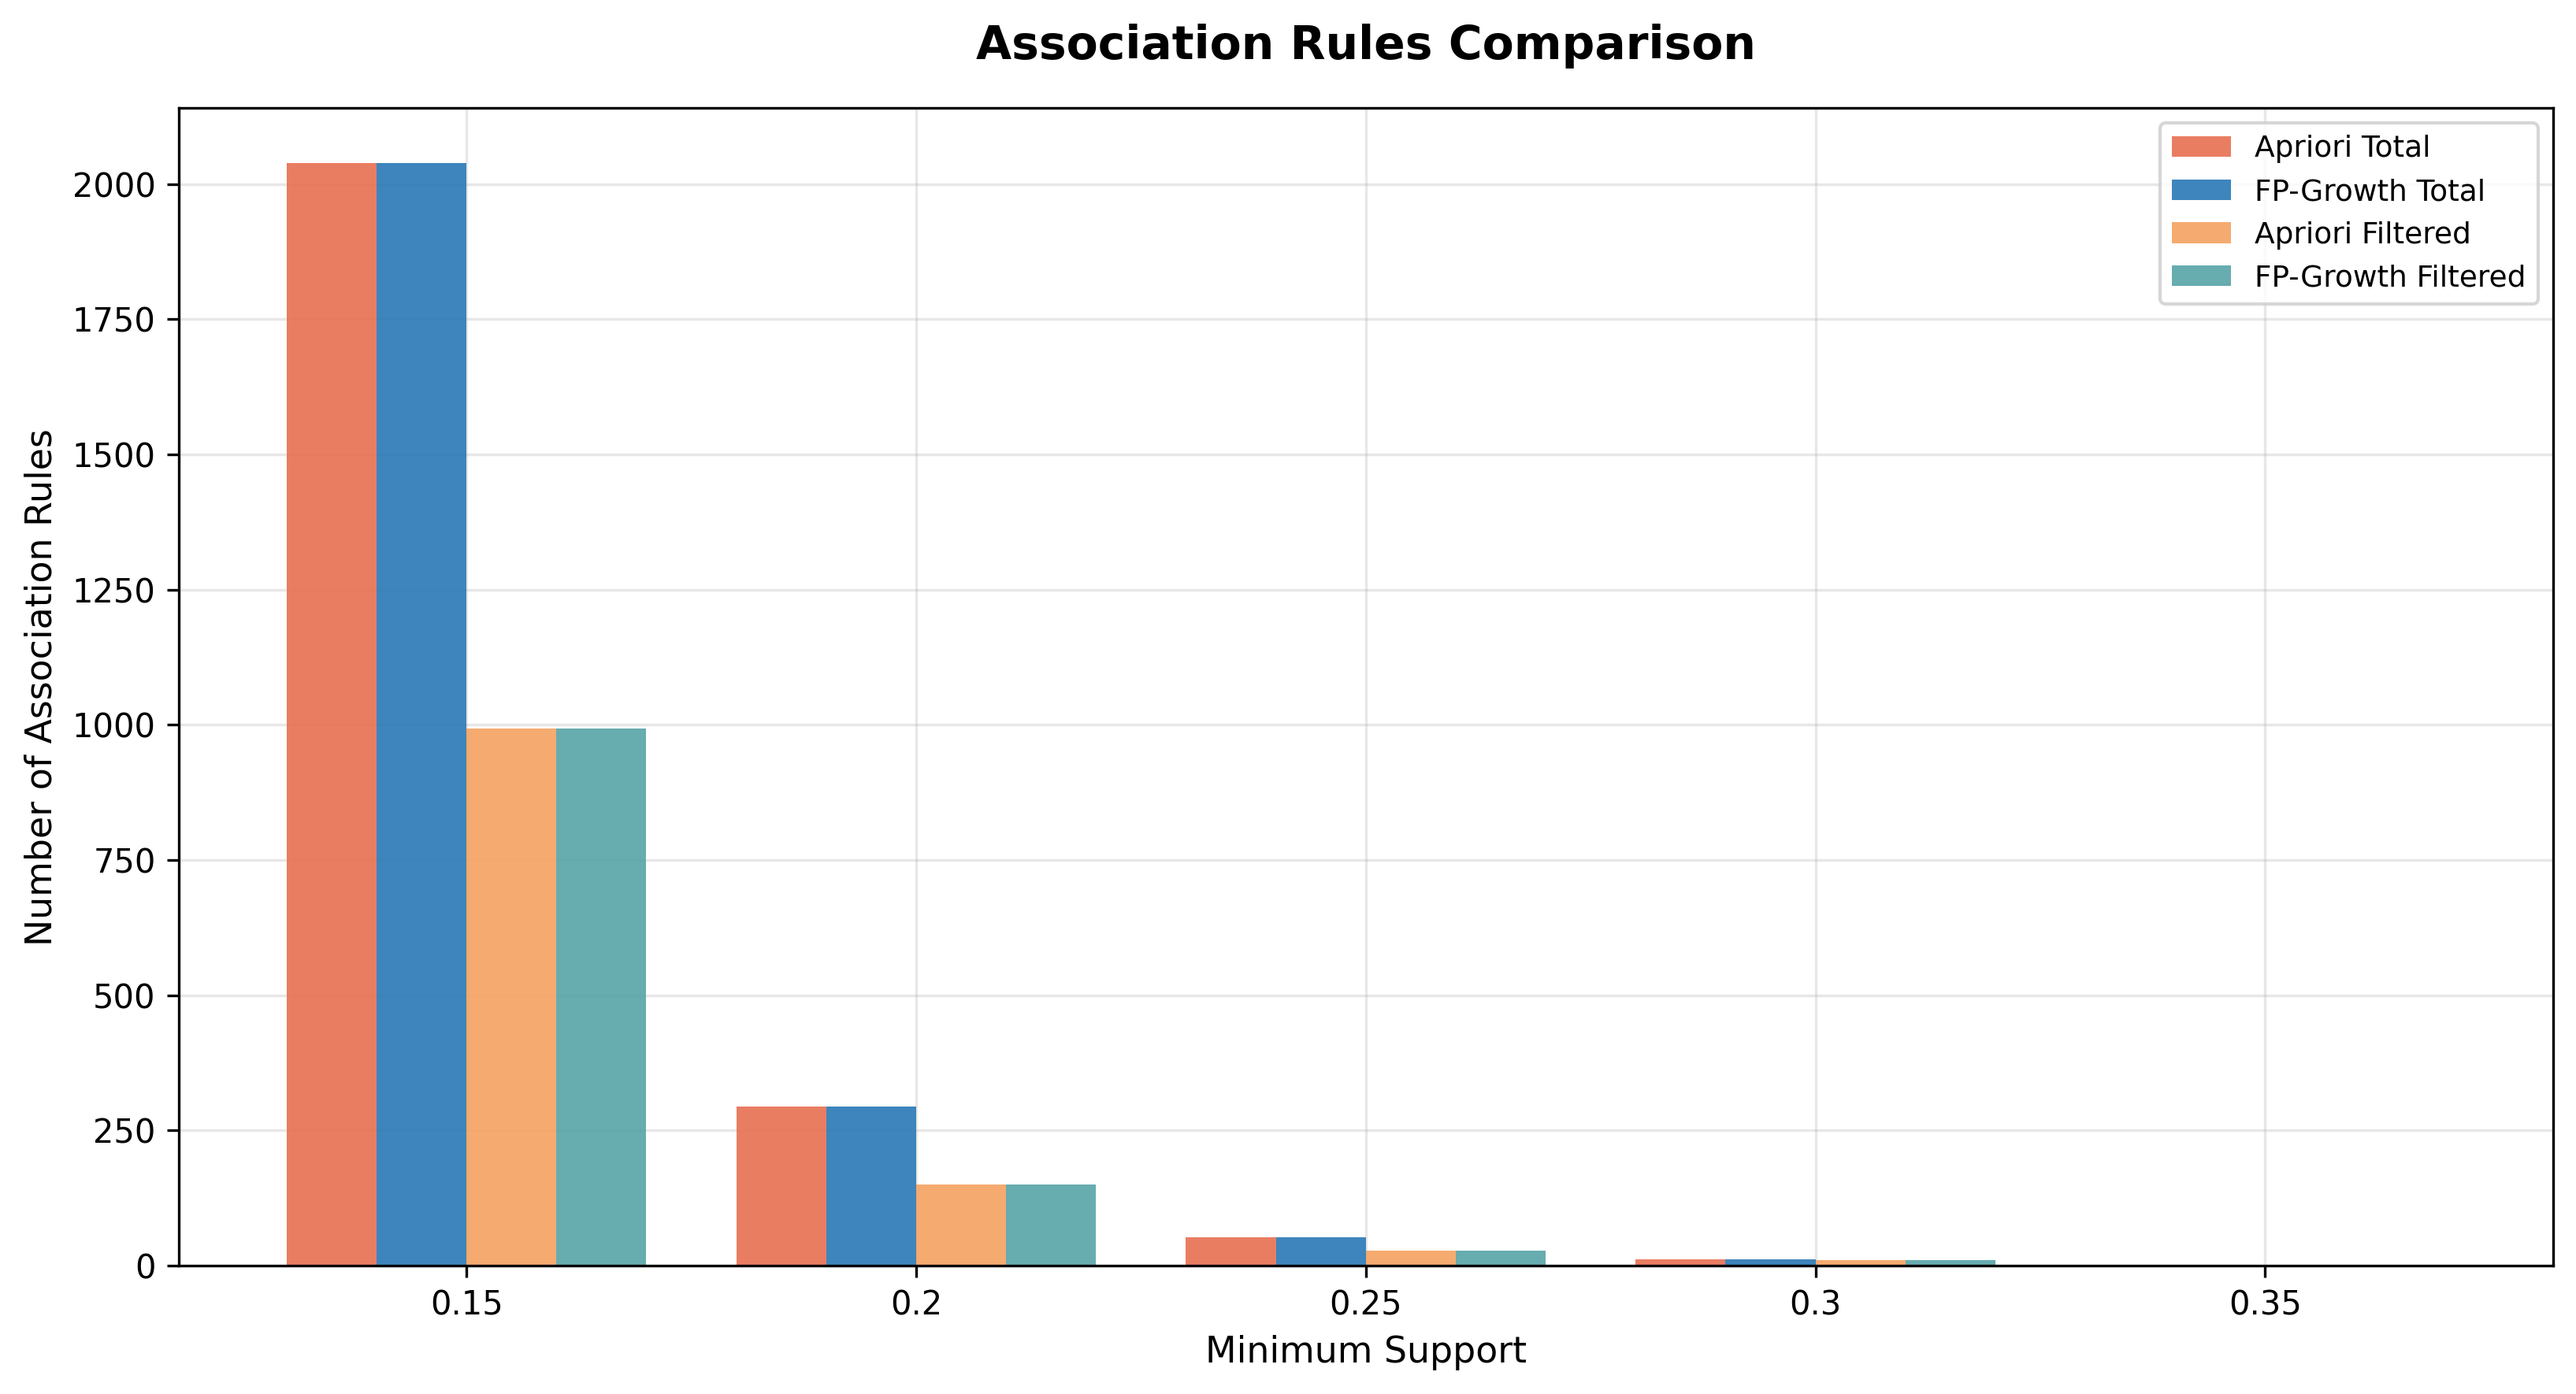 Association Rules Comparison
Apriori Total
FP-Growth Total
Apriori Filtered
FP-Growth Filtered
Number of Association Rules
2000
1750
1500
1250
1000
750
500
250
0
0.15
0.2
0.25
0.3
0.35
Minimum Support